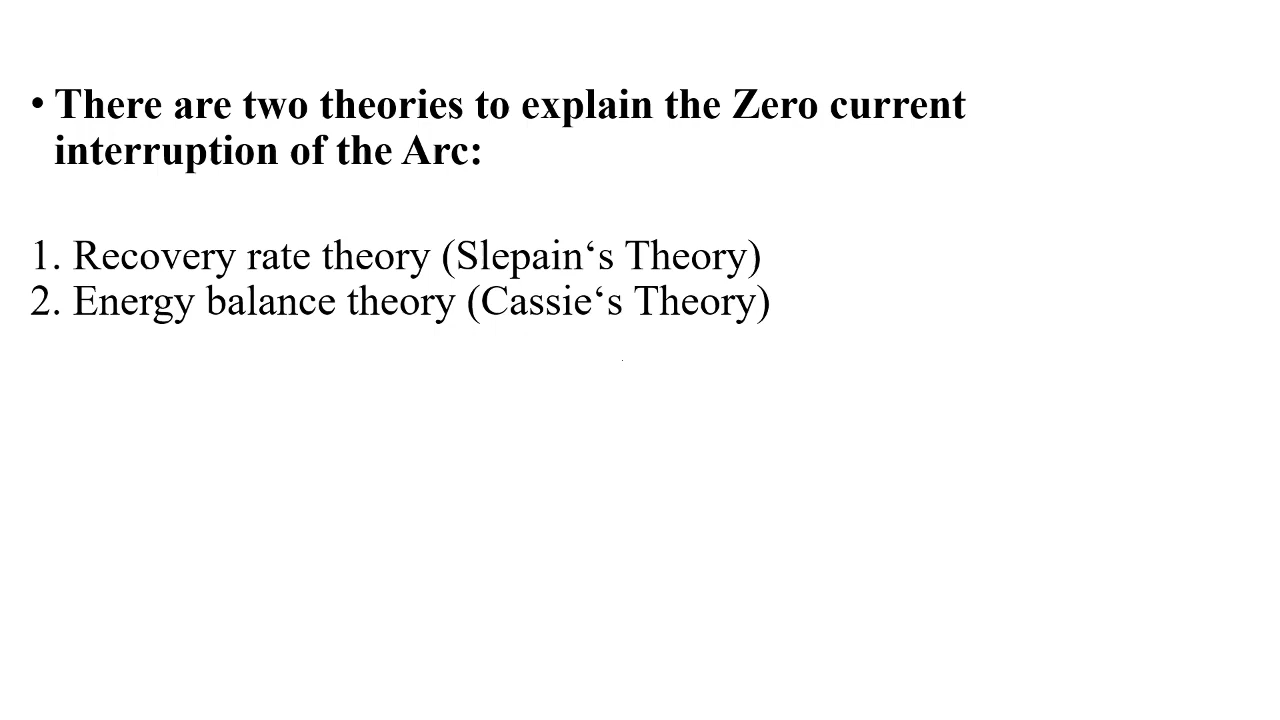 • There are two theories to explain the Zero current
interruption of the Arc:
1. Recovery rate theory (Slepain‘s Theory)
2. Energy balance theory (Cassie‘s Theory)